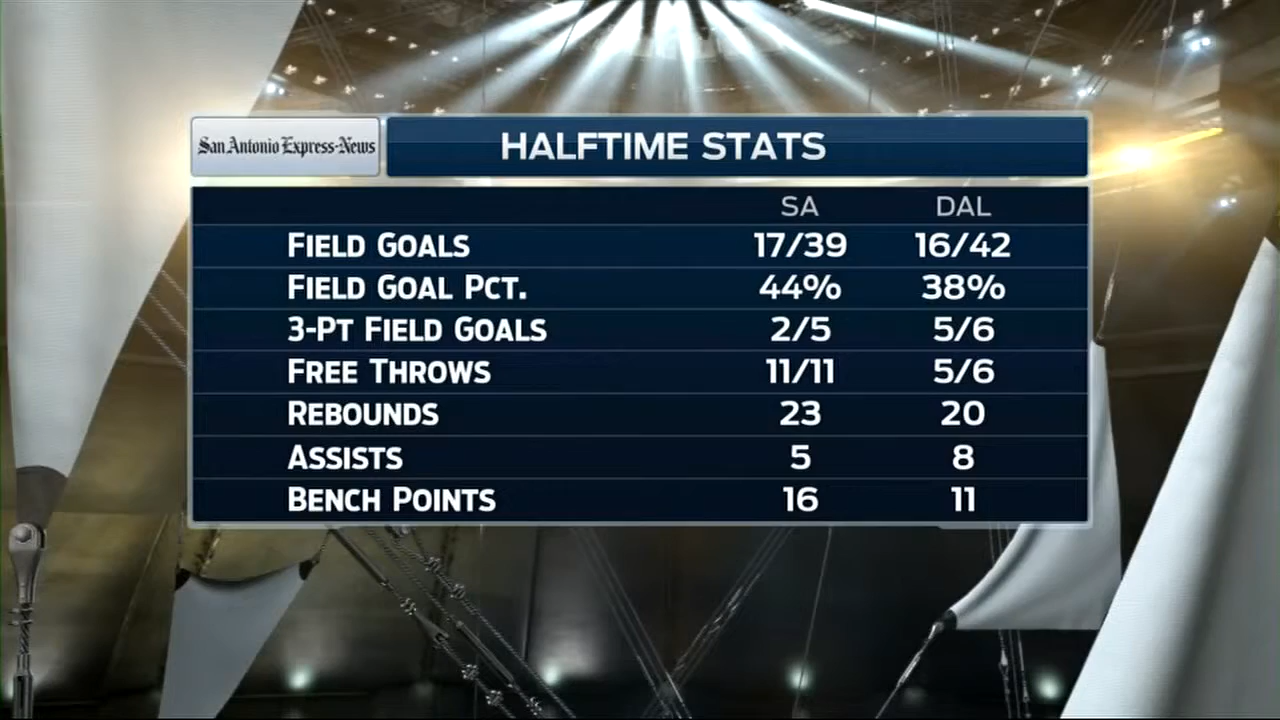 San Antonio Express-News
HALFTIME STATS
SA DAL
FIELD GOALS 17/39 16/42
FIELD GOAL PCT. 44% 38%
3-PT FIELD GOALS 2/5 5/6
FREE THROWS 11/11 5/6
REBOUNDS 23 20
ASSISTS 5 8
BENCH POINTS 16 11